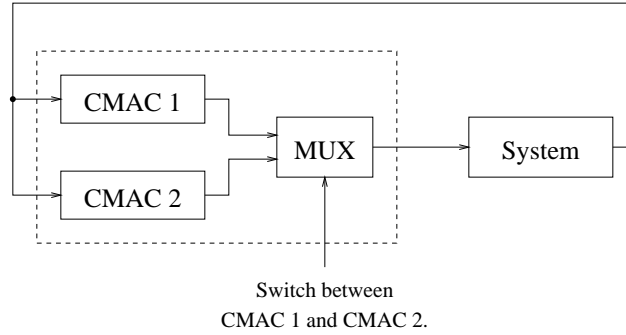 CMAC 1
MUX
System
CMAC 2
Switch between
CMAC 1 and CMAC 2.